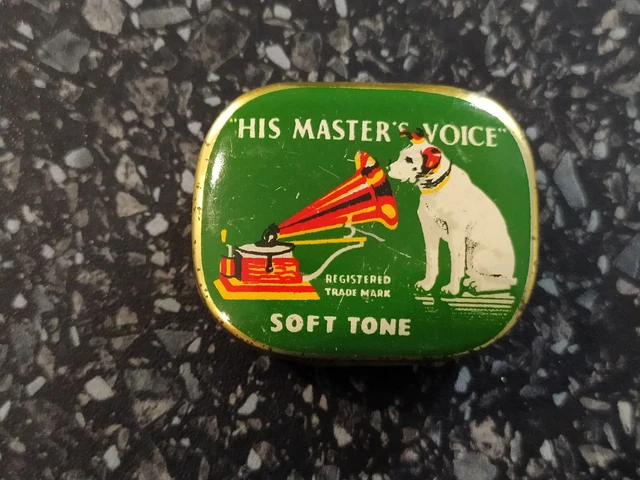 "HIS MASTER'S VOICE"
REGISTERED
TRADE MARK
SOFT TONE